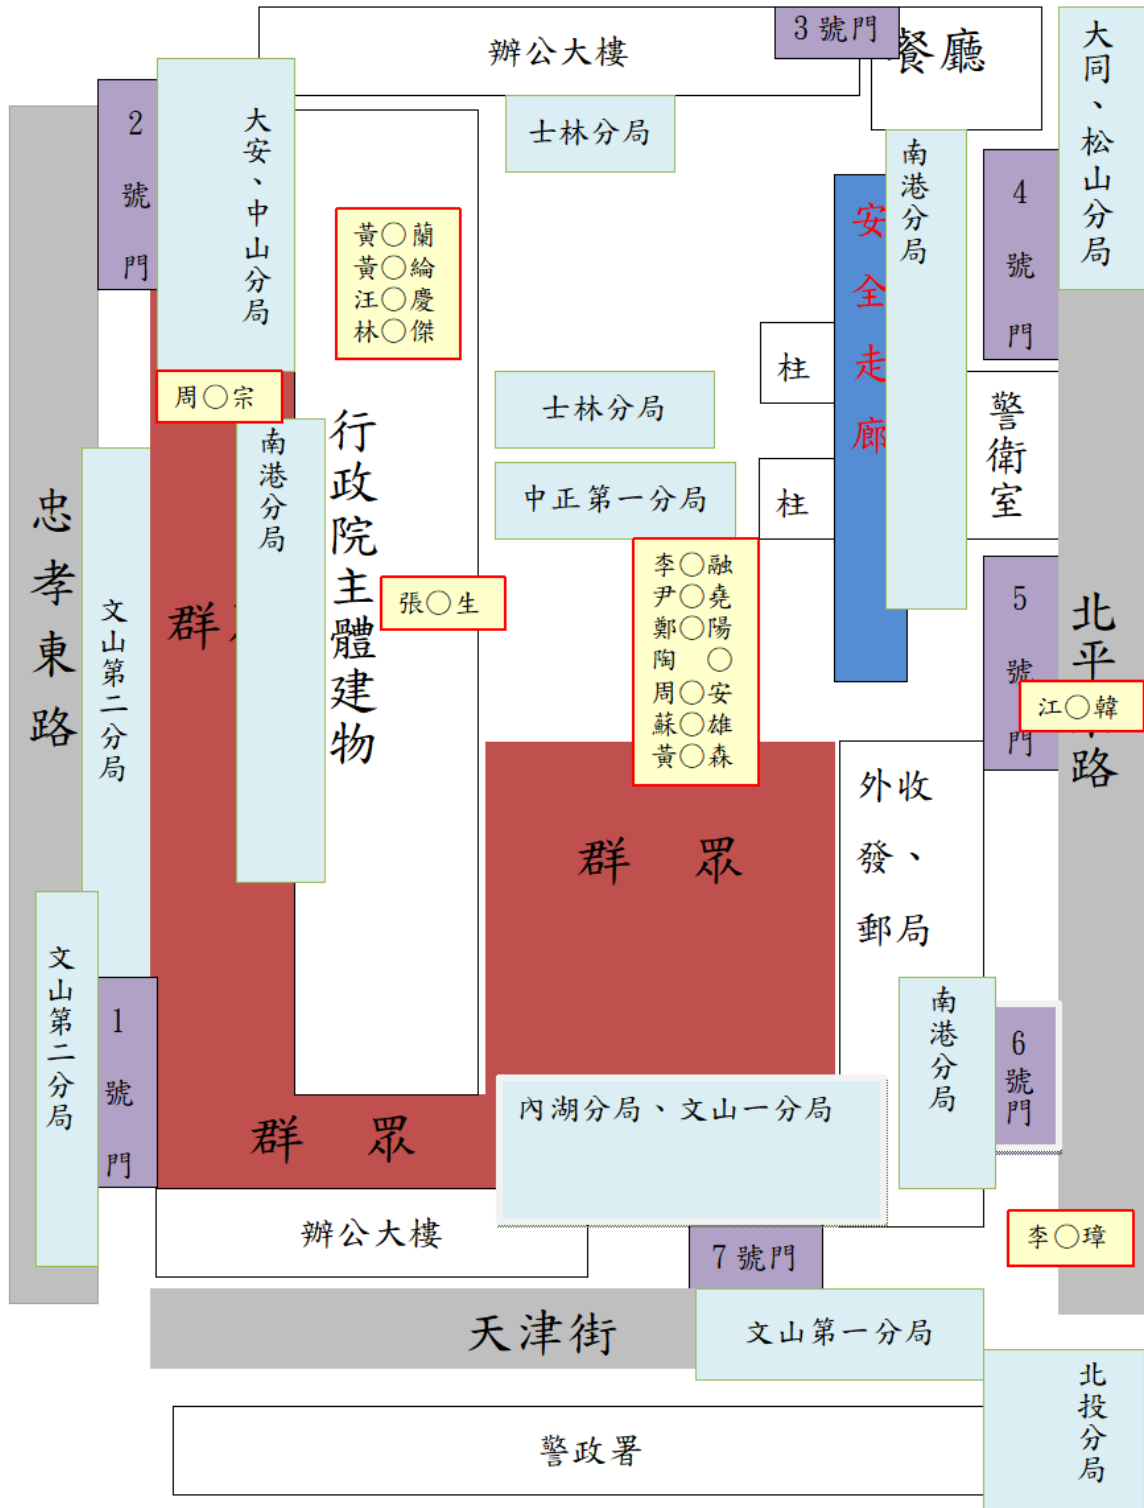 3 號門
辦公大樓
餐廳
大同、松山分局
2 號門
大安、中山分局
士林分局
南港分局
4 號門
安全走廊
黃○蘭
黃○綸
汪○慶
林○傑
柱
周○宗
士林分局
警衛室
南港分局
行政院主體建物
中正第一分局
柱
忠孝東路
李○融
尹○堯
鄭○陽
陶 ○
周○安
蘇○雄
黃○森
張○生
5 號門
北平
路
江○韓
文山第二分局
群
外收
發、
郵局
群 眾
文山第二分局
1 號門
南港分局
6 號門
內湖分局、文山一分局
群 眾
辦公大樓
7 號門
李○璋
天津街
文山第一分局
北投分局
警政署